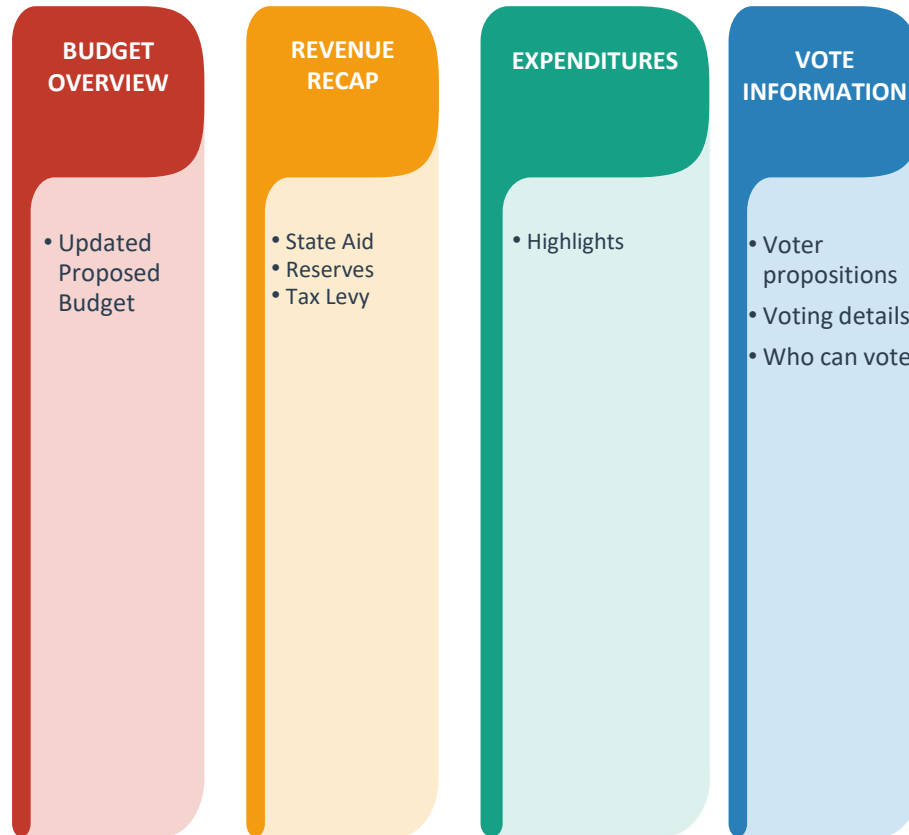 BUDGET
OVERVIEW
• Updated
Proposed
Budget
REVENUE
RECAP
• State Aid
• Reserves
• Tax Levy
EXPENDITURES
• Highlights
VOTE
INFORMATION
• Voter
propositions
• Voting details
• Who can vote